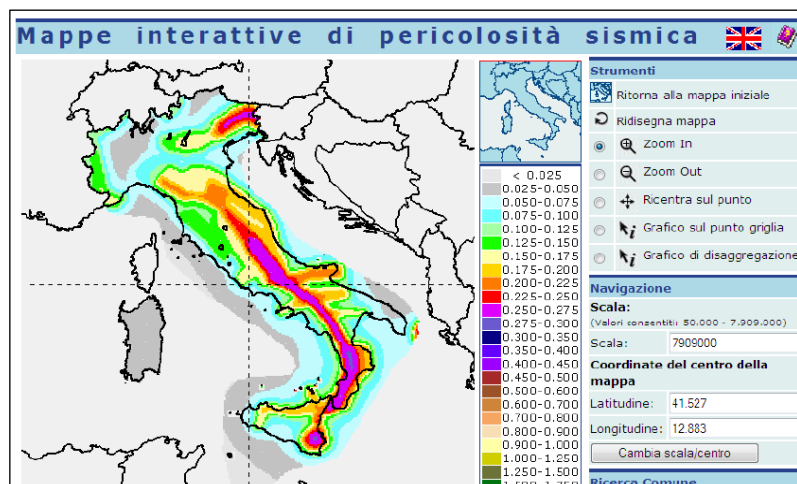 Mappe interattive di pericolosità sismica
< 0.025
0.025-0.050
0.050-0.075
0.075-0.100
0.100-0.125
0.125-0.150
0.150-0.175
0.175-0.200
0.200-0.225
0.225-0.250
0.250-0.275
0.275-0.300
0.300-0.350
0.350-0.400
0.400-0.450
0.450-0.500
0.500-0.600
0.600-0.700
0.700-0.800
0.800-0.900
0.900-1.000
1.000-1.250
1.250-1.500
Strumenti
Ritorna alla mappa iniziale
Ridisegna mappa
Zoom In
Zoom Out
Ricentra sul punto
Grafico sul punto griglia
Grafico di disaggregazione
Navigazione
Scala:
(Valori consentiti: 50.000 - 7.909.000)
Scala: 7909000
Coordinate del centro della
mappa
Latitudine: 41.527
Longitudine: 12.883
Cambia scala/centro
Ricerca Comune